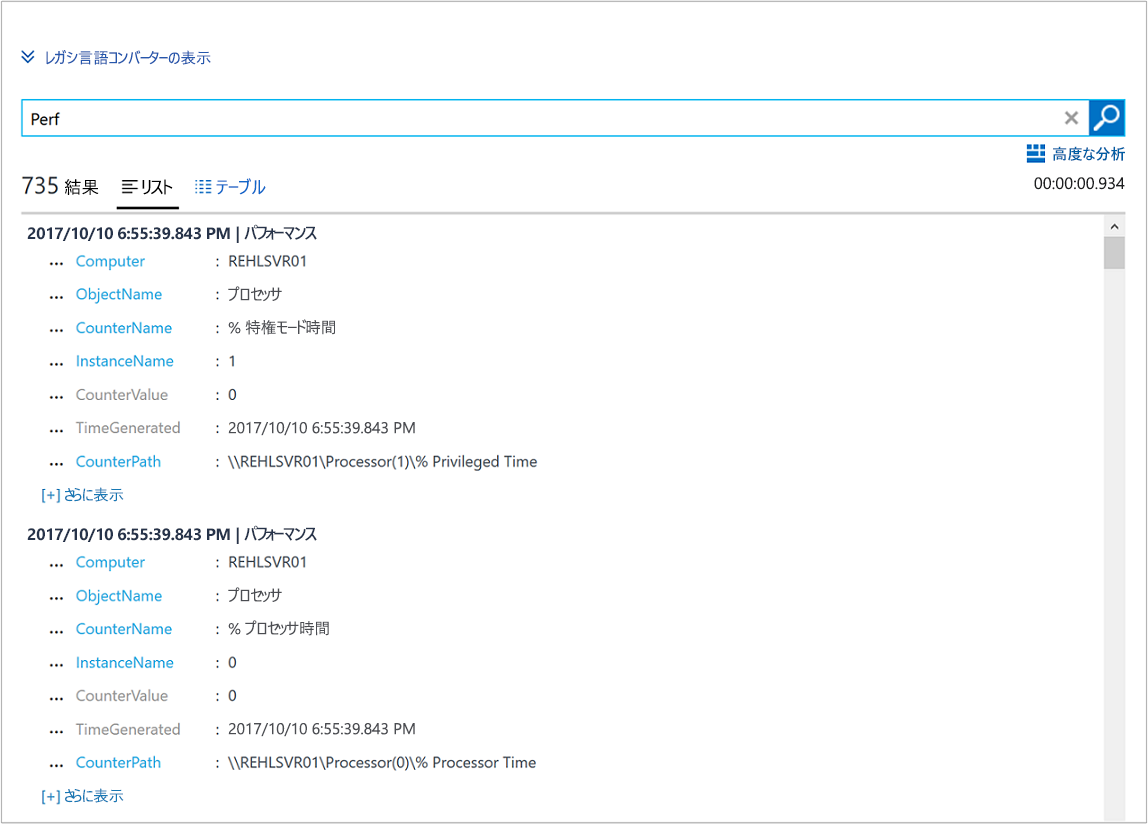 レガシ言語コンバーターの表示
Perf
高度な分析
735 結果 リスト テーブル 00:00:00.934
2017/10/10 6:55:39.843 PM | パフォーマンス
... Computer : REHLSVR01
... ObjectName : プロセッサ
... CounterName : % 特権モード時間
... InstanceName : 1
... CounterValue : 0
... TimeGenerated : 2017/10/10 6:55:39.843 PM
... CounterPath : \\REHLSVR01\Processor(1)\% Privileged Time
[+] さらに表示
2017/10/10 6:55:39.843 PM | パフォーマンス
... Computer : REHLSVR01
... ObjectName : プロセッサ
... CounterName : % プロセッサ時間
... InstanceName : 0
... CounterValue : 0
... TimeGenerated : 2017/10/10 6:55:39.843 PM
... CounterPath : \\REHLSVR01\Processor(0)\% Processor Time
[+] さらに表示